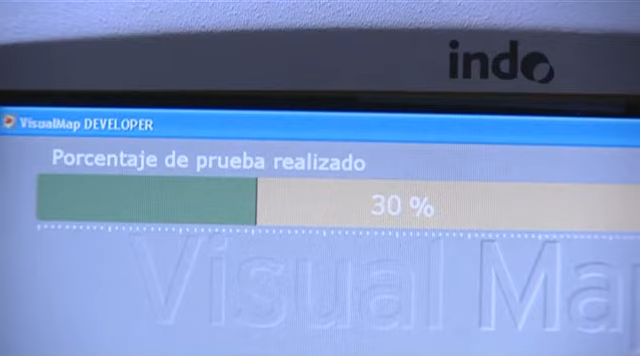 indo
VisualMap DEVELOPER
Porcentaje de prueba realizado
30 %
Visual Ma